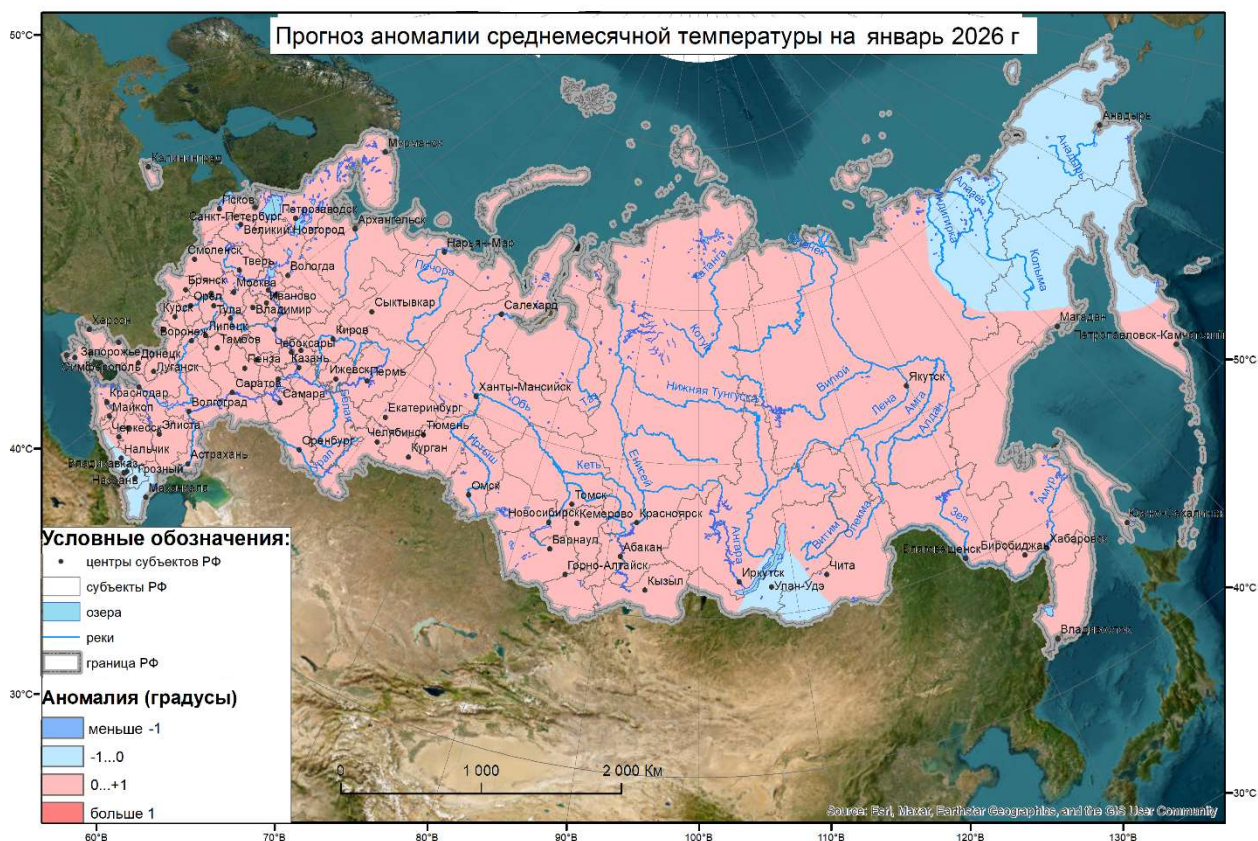 Прогноз аномалии среднемесячной температуры на январь 2026 г
50°С
Анадырь
Анадырь
Мурманск
Калининград
Алазея
Индигирка
Псков
Санкт-Петербург
Петрозаводск
Великий Новгород
Архангельск
Колыма
Нарьян-Мар
Оленек
Хатанга
Смоленск
Тверь
Вологда
Печора
Брянск
Москва
Иваново
Орёл
Салехард
Сыктывкар
Курск
Тула
Владимир
Магадан
Херсон
Липецк
Киров
Котуй
Петропавловск-Камчатский
Воронеж
Тамбов
Чебоксары
Вилюй
50°С
Запорожье
Донецк
Пенза
Казань
Якутск
Симферополь
Луганск
Ижевск
Пермь
Ханты-Мансийск
Нижная Тунгуска
Лена
Амга
Алдан
Саратов
Самара
Белая
Обь
Таз
Краснодар
Волгоград
Майкоп
Екатеринбург
Черкесск
Элиста
Тюмень
Челябинск
40°С
Нальчик
Оренбург
Урал
Курган
Иртыш
Владикавказ
Грозный
Астрахань
Кеть
Енисей
Назрань
Махачкала
Омск
Томск
Амур
Новосибирск
Кемерово
Красноярск
Зея
Южно-Сахалинск
Ангара
Витим
Олекма
Барнаул
Абакан
Благовещенск
Биробиджан
Хабаровск
Горно-Алтайск
Кызыл
Иркутск
Улан-Удэ
Чита
40°С
Владивосток
Условные обозначения:
центры субъектов РФ
субъекты РФ
озера
реки
граница РФ
30°С
Аномалия (градусы)
меньше -1
-1...0
0...+1
больше 1
0
1 000
2 000 Км
30°С
Source: Esri, Maxar, Earthstar Geographics, and the GIS User Community
60°В
70°В
80°В
90°В
100°В
110°В
120°В
130°В